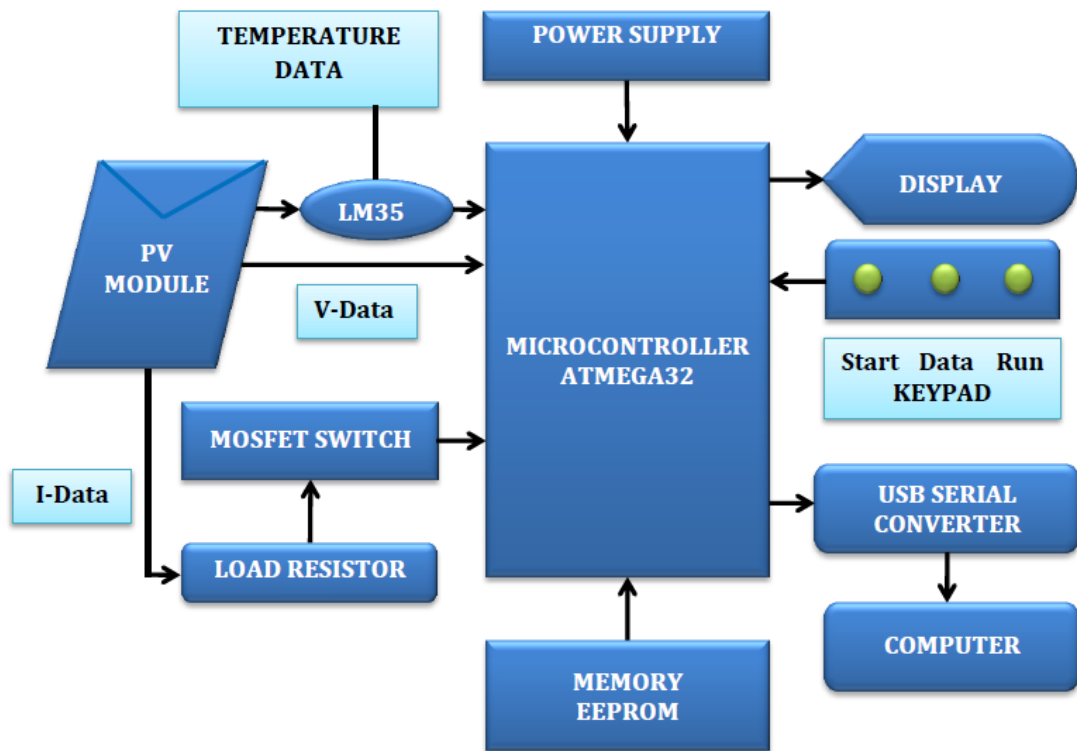 TEMPERATURE
DATA
POWER SUPPLY
LM35
DISPLAY
PV
MODULE
V-Data
MICROCONTROLLER
ATMEGA32
Start Data Run
KEYPAD
MOSFET SWITCH
I-Data
LOAD RESISTOR
USB SERIAL
CONVERTER
COMPUTER
MEMORY
EEPROM